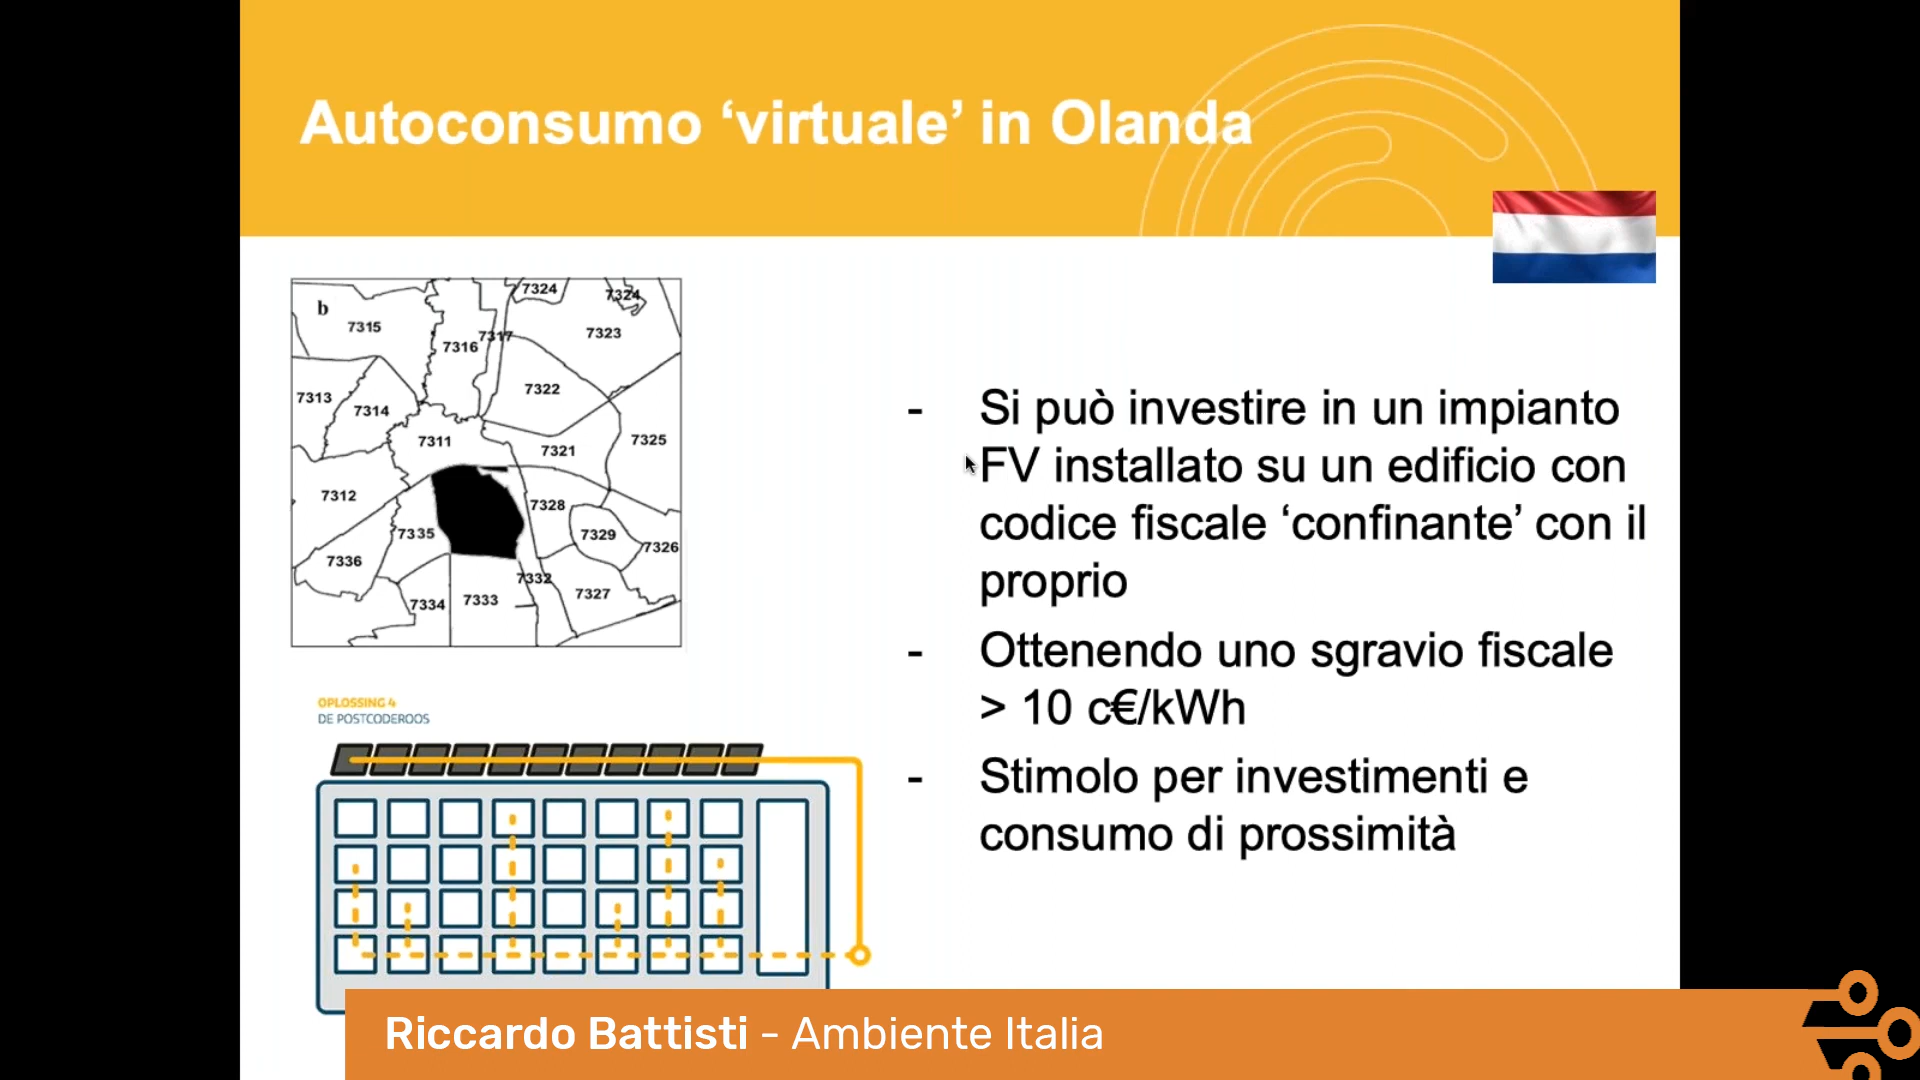 Autoconsumo ‘virtuale’ in Olanda
b
7324
7324
7315
7317
7323
7316
7322
7313
7314
7311
7325
7321
7312
7328
7335
7329
7326
7336
7332
7327
7334
7333
- Si può investire in un impianto
FV installato su un edificio con
codice fiscale ‘confinante’ con il
proprio
- Ottenendo uno sgravio fiscale
> 10 c€/kWh
- Stimolo per investimenti e
consumo di prossimità
OPLOSSING 4
DE POSTCODEROOS
Riccardo Battisti - Ambiente Italia